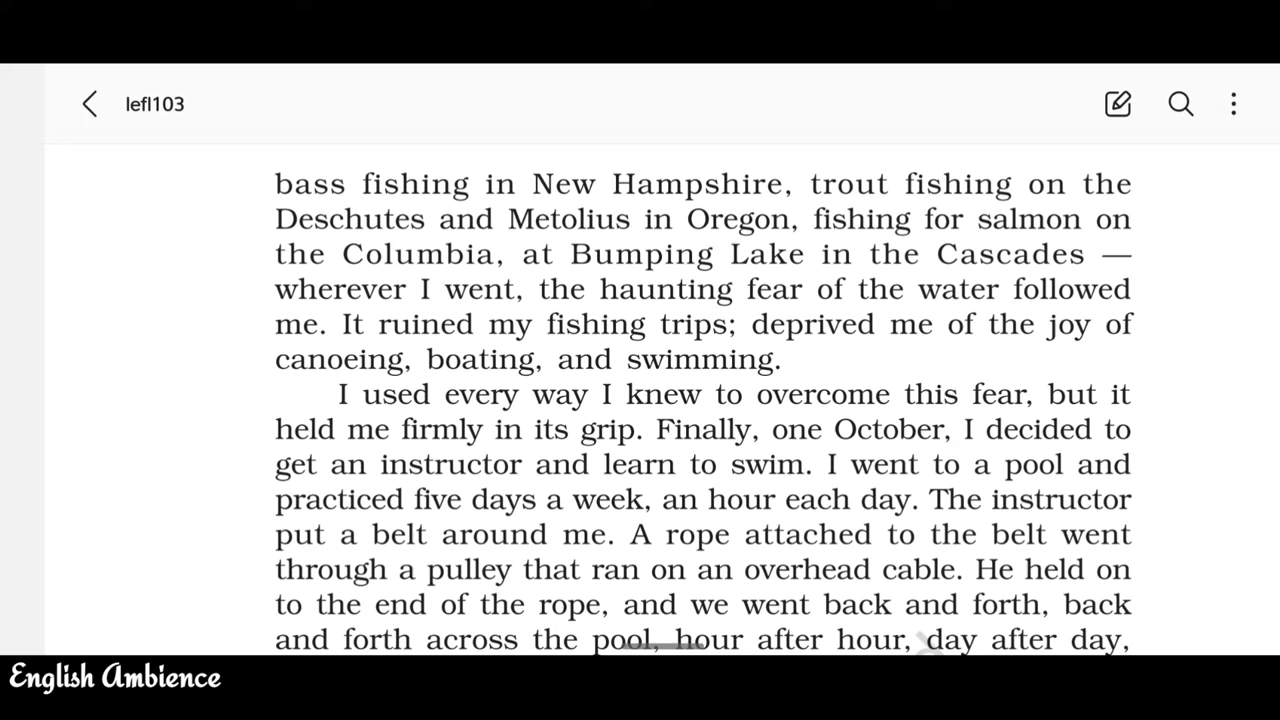 lefl103
bass fishing in New Hampshire, trout fishing on the
Deschutes and Metolius in Oregon, fishing for salmon on
the Columbia, at Bumping Lake in the Cascades —
wherever I went, the haunting fear of the water followed
me. It ruined my fishing trips; deprived me of the joy of
canoeing, boating, and swimming.
I used every way I knew to overcome this fear, but it
held me firmly in its grip. Finally, one October, I decided to
get an instructor and learn to swim. I went to a pool and
practiced five days a week, an hour each day. The instructor
put a belt around me. A rope attached to the belt went
through a pulley that ran on an overhead cable. He held on
to the end of the rope, and we went back and forth, back
and forth across the pool, hour after hour, day after day,
English Ambience